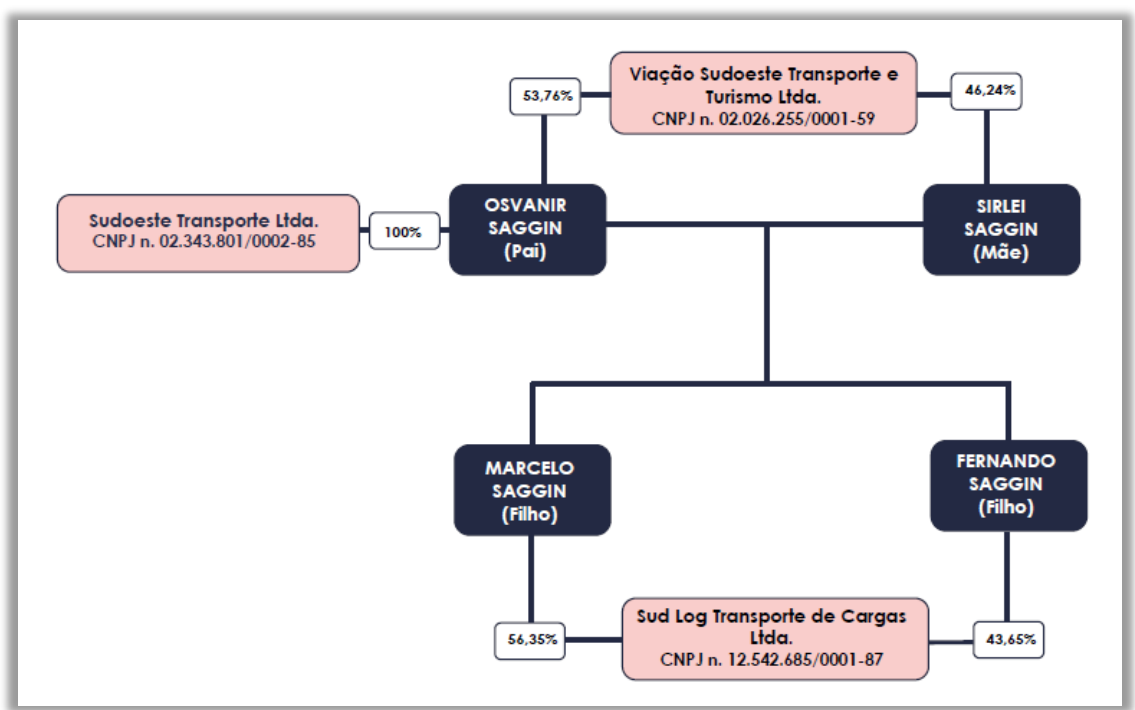 Viação Sudoeste Transporte e
Turismo Ltda.
CNPJ n. 02.026.255/0001-59
53,76%
46,24%
Sudoeste Transporte Ltda.
CNPJ n. 02.343.801/0002-85
100%
OSVANIR
SAGGIN
(Pai)
SIRLEI
SAGGIN
(Mãe)
MARCELO
SAGGIN
(Filho)
FERNANDO
SAGGIN
(Filho)
56,35%
Sud Log Transporte de Cargas
Ltda.
CNPJ n. 12.542.685/0001-87
43,65%